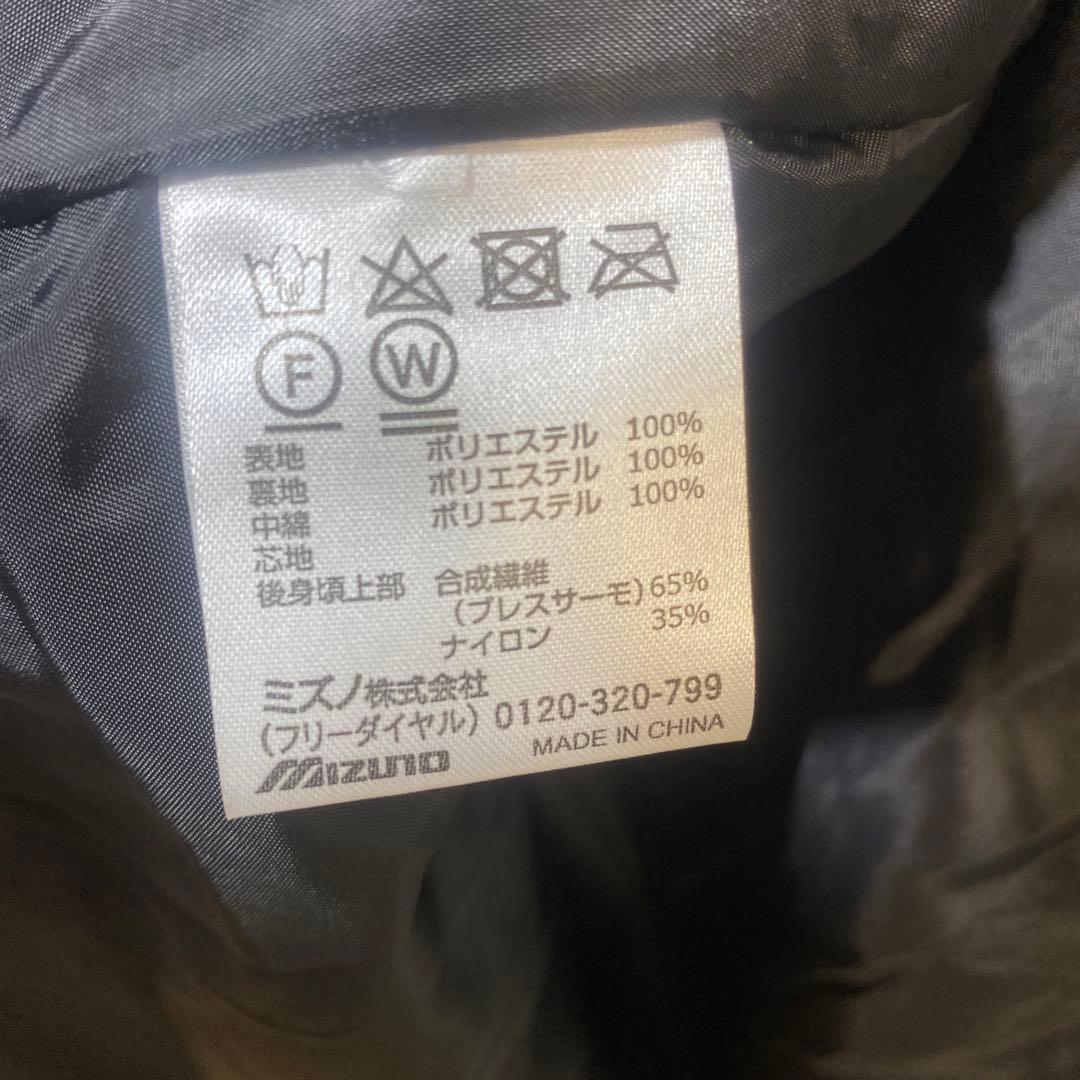 F W
表地 ポリエステル 100%
裏地 ポリエステル 100%
中綿 ポリエステル 100%
芯地
後身頃上部 合成繊維
(ブレスサーモ) 65%
ナイロン 35%
ミズノ株式会社
(フリーダイヤル) 0120-320-799
MIZUNO MADE IN CHINA